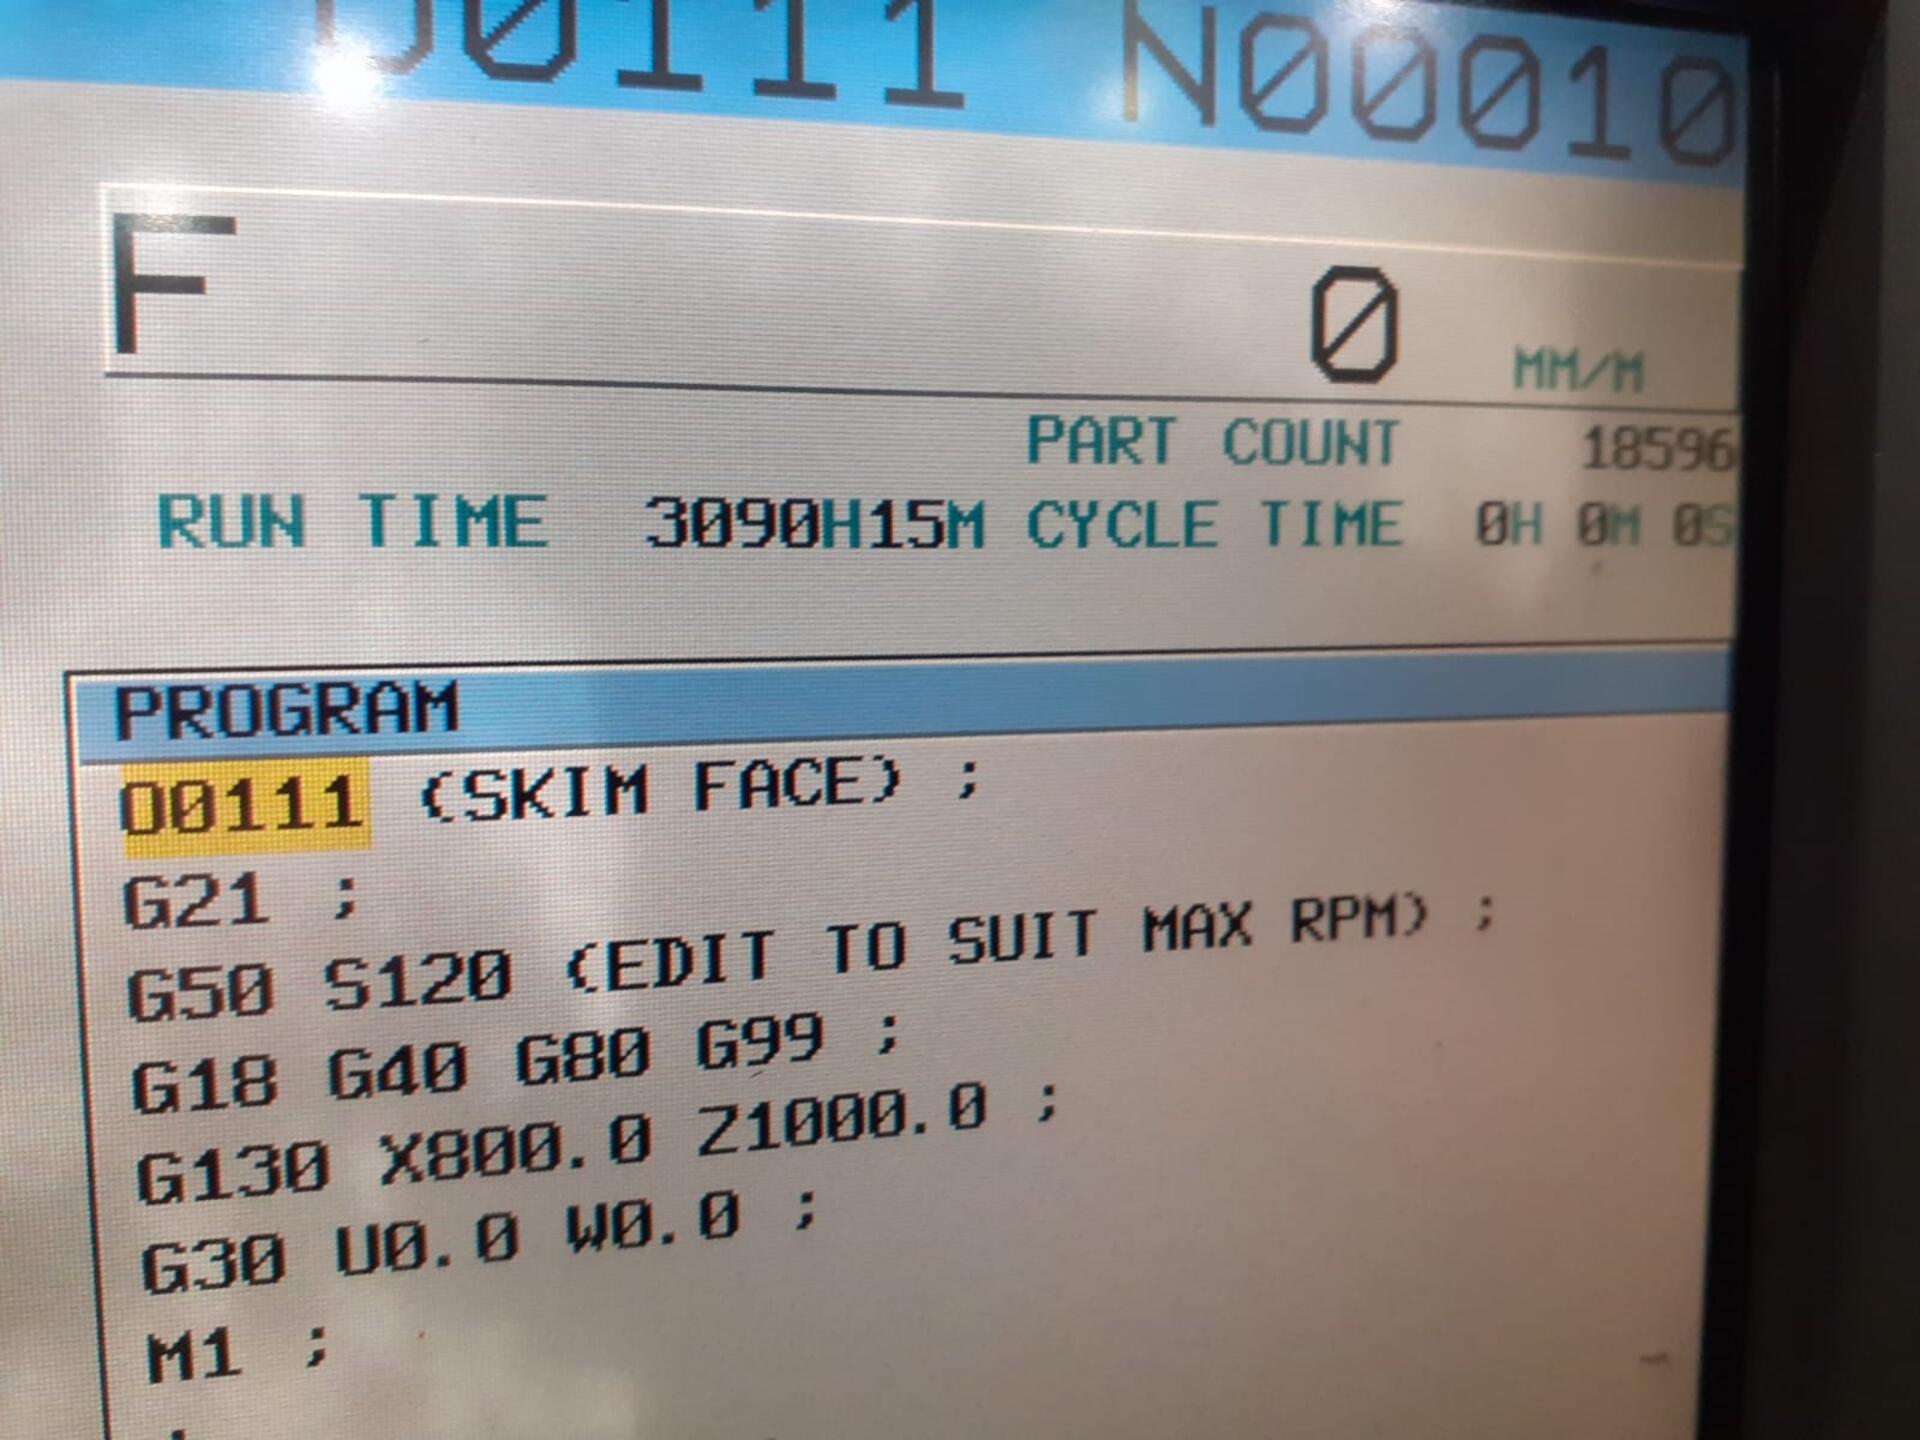 O0111 N00010
F 0 MM/M
PART COUNT 18596
RUN TIME 3090H15M CYCLE TIME 0H 0M 0S
PROGRAM
O0111 (SKIM FACE) ;
G21 ;
G50 S120 (EDIT TO SUIT MAX RPM) ;
G18 G40 G80 G99 ;
G130 X800.0 Z1000.0 ;
G30 U0.0 W0.0 ;
M1 ;
;